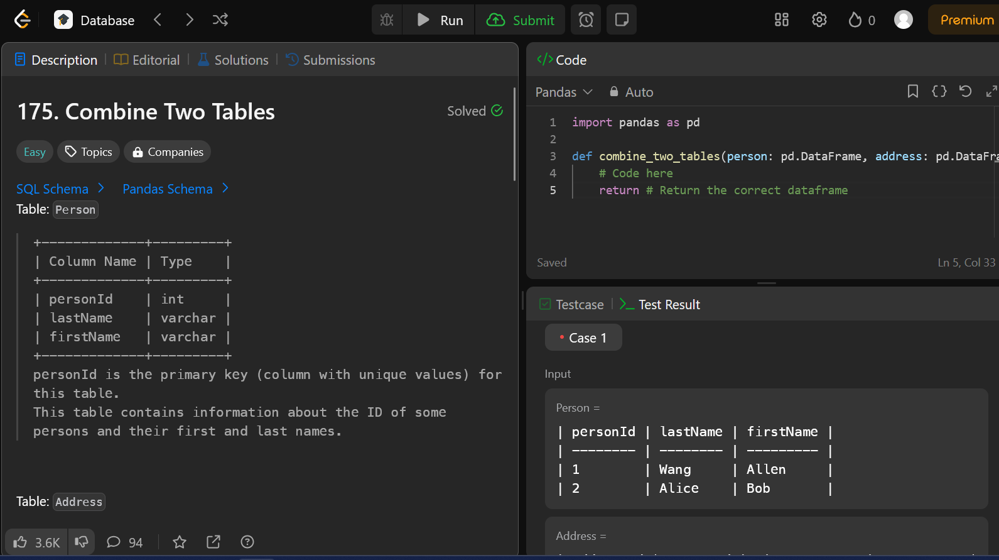 Database
Run
Submit
0
Premium
Description
Editorial
Solutions
Submissions
175. Combine Two Tables
Solved
Easy
Topics
Companies
SQL Schema
Pandas Schema
Table: Person
+-------------+---------+
| Column Name | Type    |
+-------------+---------+
| personId    | int     |
| lastName    | varchar |
| firstName   | varchar |
+-------------+---------+
personId is the primary key (column with unique values) for
this table.
This table contains information about the ID of some
persons and their first and last names.
Table: Address
3.6K
94
</> Code
Pandas
Auto
1 import pandas as pd
2
3 def combine_two_tables(person: pd.DataFrame, address: pd.DataFra
4     # Code here
5     return # Return the correct dataframe
Saved
Ln 5, Col 33
Testcase
>_ Test Result
Case 1
Input
Person =
| personId | lastName | firstName |
| -------- | -------- | --------- |
| 1        | Wang     | Allen     |
| 2        | Alice    | Bob       |
Address =